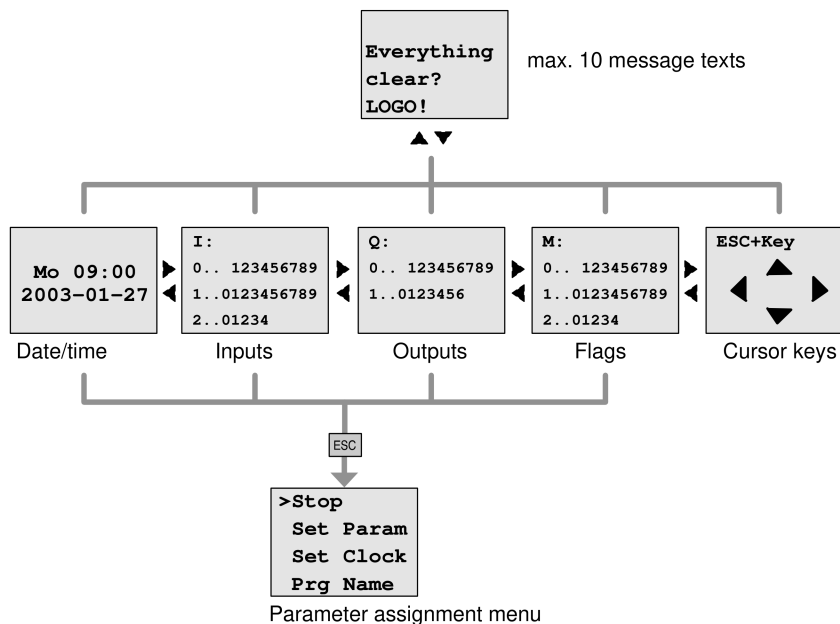 Everything
clear?
LOGO!
max. 10 message texts
Mo 09:00
2003-01-27
Date/time
I:
0.. 123456789
1..0123456789
2..01234
Inputs
Q:
0.. 123456789
1..0123456
Outputs
M:
0.. 123456789
1..0123456789
2..01234
Flags
ESC+Key
Cursor keys
ESC
>Stop
Set Param
Set Clock
Prg Name
Parameter assignment menu